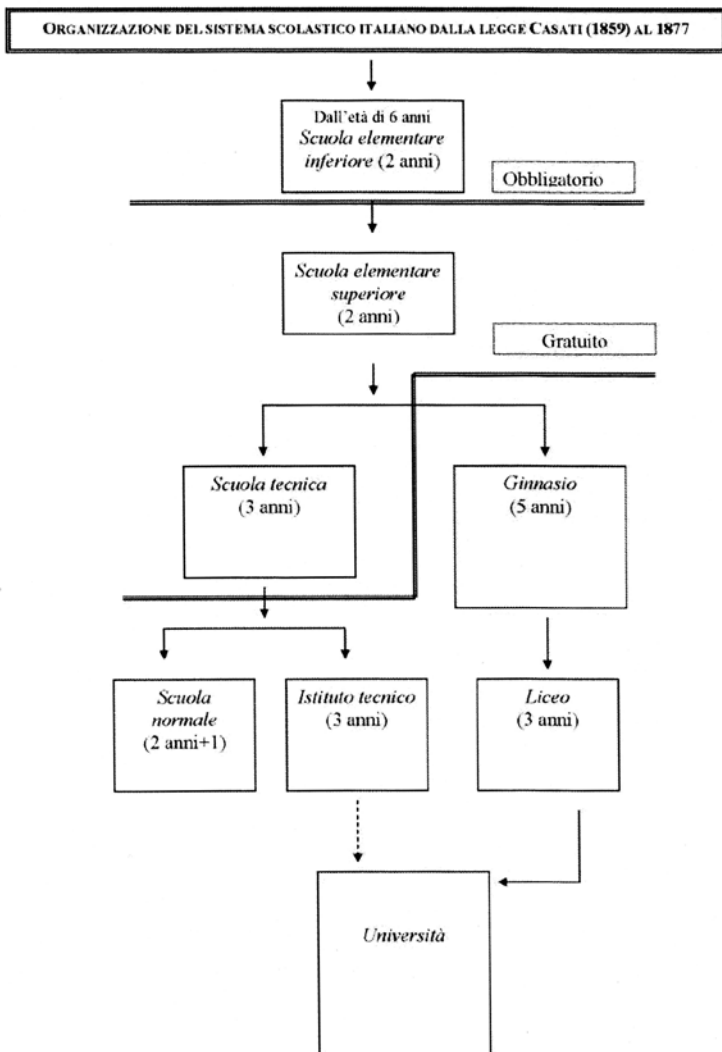 ORGANIZZAZIONE DEL SISTEMA SCOLASTICO ITALIANO DALLA LEGGE CASATI (1859) AL 1877
Dall'età di 6 anni
Scuola elementare
inferiore (2 anni)
Obbligatorio
Scuola elementare
superiore
(2 anni)
Gratuito
Scuola tecnica
(3 anni)
Ginnasio
(5 anni)
Scuola
normale
(2 anni+1)
Istituto tecnico
(3 anni)
Liceo
(3 anni)
Università